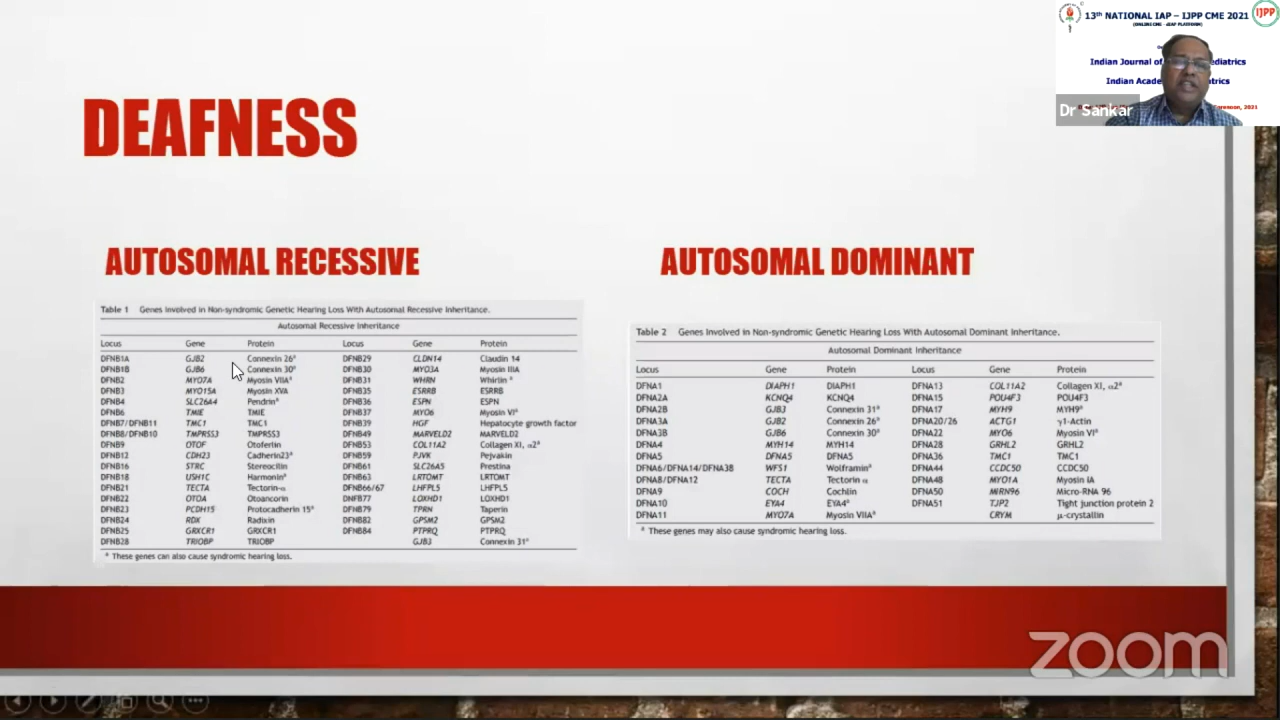 13th NATIONAL IAP – IJPP CME 2021
IJPP
Indian Journal of ediatrics
Indian Acade trics
Dr Sankar
DEAFNESS
AUTOSOMAL RECESSIVE
Table 1 Genes Involved in Non-syndromic Genetic Hearing Loss With Autosomal Recessive Inheritance.
Autosomal Recessive Inheritance
Locus Gene Protein Locus Gene Protein
DFNB1A GJB2 Connexin 26a DFNB29 CLDN14 Claudin 14
DFNB1B GJB6 Connexin 30a DFNB30 MYO3A Myosin IIIA
DFNB2 MYO7A Myosin VIIAa DFNB31 WHRN Whirlin a
DFNB3 MYO15A Myosin XVA DFNB35 ESRRB ESRRB
DFNB4 SLC26A4 Pendrina DFNB36 ESPN ESPN
DFNB6 TMIE TMIE DFNB37 MYO6 Myosin VIa
DFNB7/DFNB11 TMC1 TMC1 DFNB39 HGF Hepatocyte growth factor
DFNB8/DFNB10 TMPRSS3 TMPRSS3 DFNB49 MARVELD2 MARVELD2
DFNB9 OTOF Otoferlin DFNB53 COL11A2 Collagen XI, α2a
DFNB12 CDH23 Cadherin23a DFNB59 PJVK Pejvakin
DFNB16 STRC Stereocilin DFNB61 SLC26A5 Prestina
DFNB18 USH1C Harmonina DFNB63 LRTOMT LRTOMT
DFNB21 TECTA Tectorin-α DFNB66/67 LHFPL5 LHFPL5
DFNB22 OTOA Otoancorin DNFB77 LOXHD1 LOXHD1
DFNB23 PCDH15 Protocadherin 15a DFNB79 TPRN Taperin
DFNB24 RDX Radixin DFNB82 GPSM2 GPSM2
DFNB25 GRXCR1 GRXCR1 DFNB84 PTPRQ PTPRQ
DFNB28 TRIOBP TRIOBP GJB3 Connexin 31a
a These genes can also cause syndromic hearing loss.
AUTOSOMAL DOMINANT
Table 2 Genes Involved in Non-syndromic Genetic Hearing Loss With Autosomal Dominant Inheritance.
Autosomal Dominant Inheritance
Locus Gene Protein Locus Gene Protein
DFNA1 DIAPH1 DIAPH1 DFNA13 COL11A2 Collagen XI, α2a
DFNA2A KCNQ4 KCNQ4 DFNA15 POU4F3 POU4F3
DFNA2B GJB3 Connexin 31a DFNA17 MYH9 MYH9a
DFNA3A GJB2 Connexin 26a DFNA20/26 ACTG1 γ1-Actin
DFNA3B GJB6 Connexin 30a DFNA22 MYO6 Myosin VIa
DFNA4 MYH14 MYH14 DFNA28 GRHL2 GRHL2
DFNA5 DFNA5 DFNA5 DFNA36 TMC1 TMC1
DFNA6/DFNA14/DFNA38 WFS1 Wolframina DFNA44 CCDC50 CCDC50
DFNA8/DFNA12 TECTA Tectorin α DFNA48 MYO1A Myosin IA
DFNA9 COCH Cochlin DFNA50 MIRN96 Micro-RNA 96
DFNA10 EYA4 EYA4a DFNA51 TJP2 Tight junction protein 2
DFNA11 MYO7A Myosin VIIAa CRYM μ-crystallin
a These genes may also cause syndromic hearing loss.
zoom